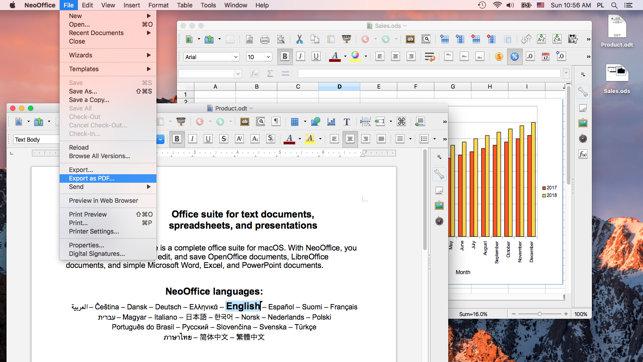 NeoOffice File Edit View Insert Format Table Tools Window Help Sun 10:56 AM PL
New
Open... ⌘O
Recent Documents
Close
Wizards
Templates
Save ⌘S
Save As... ⇧⌘S
Save a Copy...
Save All
Check-Out
Cancel Check-Out...
Check-In...
Reload
Browse All Versions...
Export...
Export as PDF...
Send
Preview in Web Browser
Print Preview ⇧⌘O
Print... ⌘P
Printer Settings...
Properties...
Digital Signatures...
Sales.ods
Arial 10 B I U A
A B C D E F G H
1
2
2017
2018
May June July August September October November December
Month
Sum=16.0% 100%
Product.odt
Sales.ods
Product.odt
Text Body B I U A
Office suite for text documents,
spreadsheets, and presentations
e is a complete office suite for macOS. With NeoOffice, you
edit, and save OpenOffice documents, LibreOffice
documents, and simple Microsoft Word, Excel, and PowerPoint documents.
NeoOffice languages:
العربية – Čeština – Dansk – Deutsch – Ελληνικά – English – Español – Suomi – Français
עברית – Magyar – Italiano – 日本語 – 한국어 – Norsk – Nederlands – Polski
Português do Brasil – Русский – Slovenčina – Svenska – Türkçe
ภาษาไทย – 简体中文 – 繁體中文